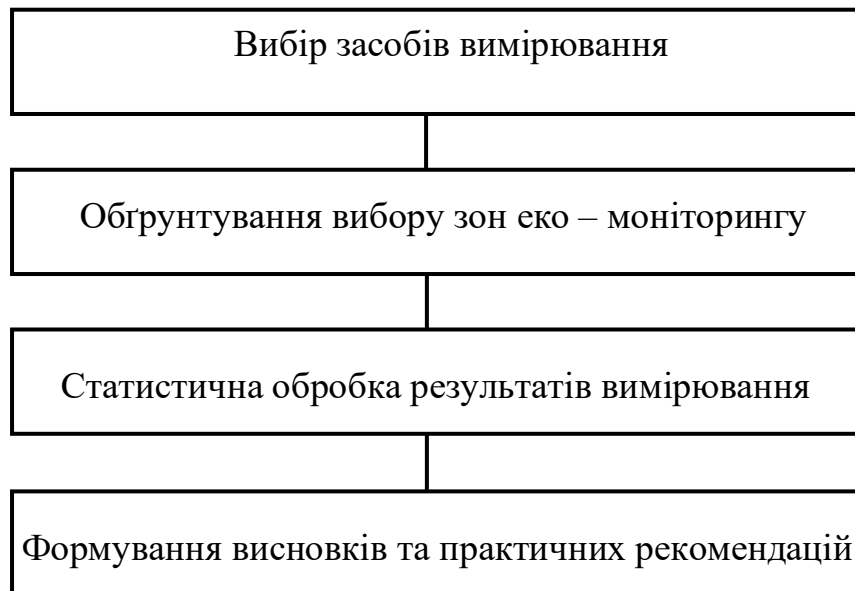 Вибір засобів вимірювання
Обґрунтування вибору зон еко – моніторингу
Статистична обробка результатів вимірювання
Формування висновків та практичних рекомендацій